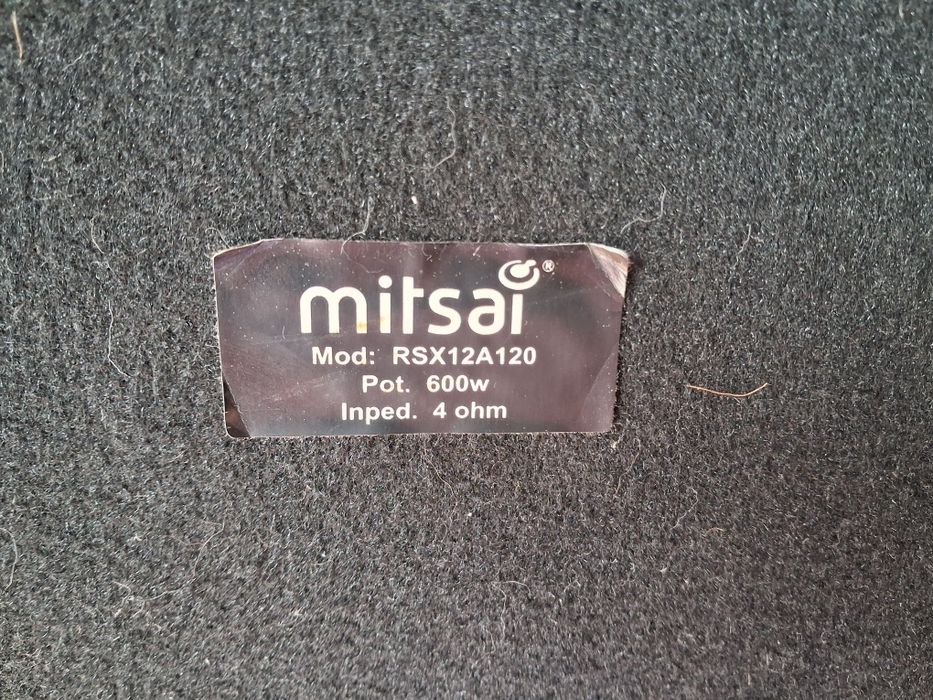 mitsai®
Mod: RSX12A120
Pot. 600w
Inped. 4 ohm